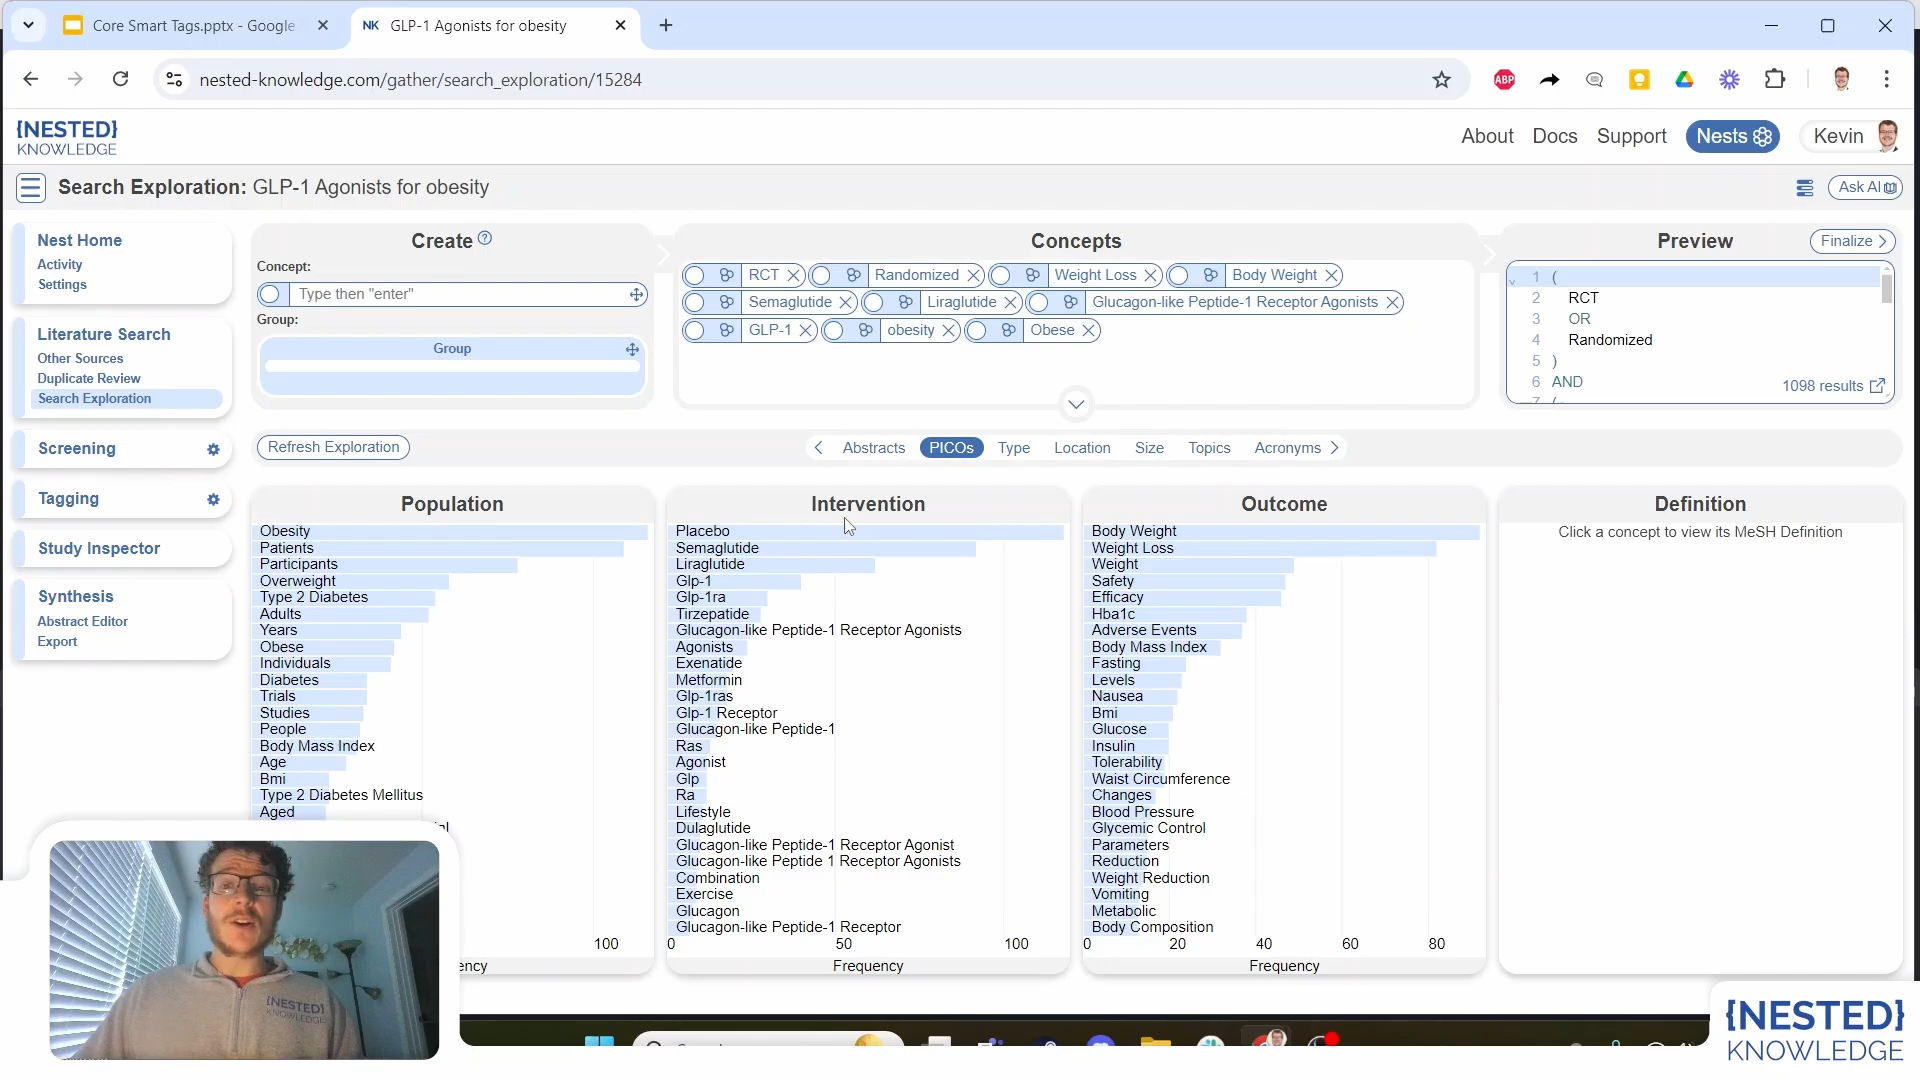 Core Smart Tags.pptx - Google
NK GLP-1 Agonists for obesity
nested-knowledge.com/gather/search_exploration/15284
ABP
{NESTED}
KNOWLEDGE
About Docs Support Nests Kevin
Search Exploration: GLP-1 Agonists for obesity
Ask AI
Nest Home
Activity
Settings
Literature Search
Other Sources
Duplicate Review
Search Exploration
Screening
Tagging
Study Inspector
Synthesis
Abstract Editor
Export
Create
Concept:
Type then "enter"
Group:
Group
Concepts
RCT Randomized Weight Loss Body Weight
Semaglutide Liraglutide Glucagon-like Peptide-1 Receptor Agonists
GLP-1 obesity Obese
Preview
Finalize
1 (
2 RCT
3 OR
4 Randomized
5 )
6 AND
7 (
1098 results
Refresh Exploration
Abstracts PICOs Type Location Size Topics Acronyms
Population
Obesity
Patients
Participants
Overweight
Type 2 Diabetes
Adults
Years
Obese
Individuals
Diabetes
Trials
Studies
People
Body Mass Index
Age
Bmi
Type 2 Diabetes Mellitus
Aged
100
Intervention
Placebo
Semaglutide
Liraglutide
Glp-1
Glp-1ra
Tirzepatide
Glucagon-like Peptide-1 Receptor Agonists
Agonists
Exenatide
Metformin
Glp-1ras
Glp-1 Receptor
Glucagon-like Peptide-1
Ras
Agonist
Glp
Ra
Lifestyle
Dulaglutide
Glucagon-like Peptide-1 Receptor Agonist
Glucagon-like Peptide 1 Receptor Agonists
Combination
Exercise
Glucagon
Glucagon-like Peptide-1 Receptor
0 50 100
Frequency
Outcome
Body Weight
Weight Loss
Weight
Safety
Efficacy
Hba1c
Adverse Events
Body Mass Index
Fasting
Levels
Nausea
Bmi
Glucose
Insulin
Tolerability
Waist Circumference
Changes
Blood Pressure
Glycemic Control
Parameters
Reduction
Weight Reduction
Vomiting
Metabolic
Body Composition
0 20 40 60 80
Frequency
Definition
Click a concept to view its MeSH Definition
{NESTED}
KNOWLEDGE
{NESTED}
KNOWLEDGE